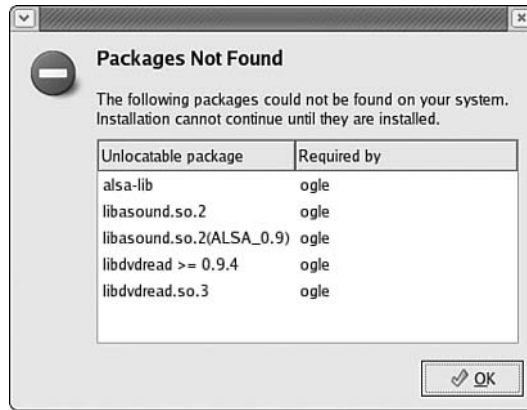 Packages Not Found
The following packages could not be found on your system.
Installation cannot continue until they are installed.
Unlocatable package Required by
alsa-lib ogle
libasound.so.2 ogle
libasound.so.2(ALSA_0.9) ogle
libdvdread >= 0.9.4 ogle
libdvdread.so.3 ogle
OK